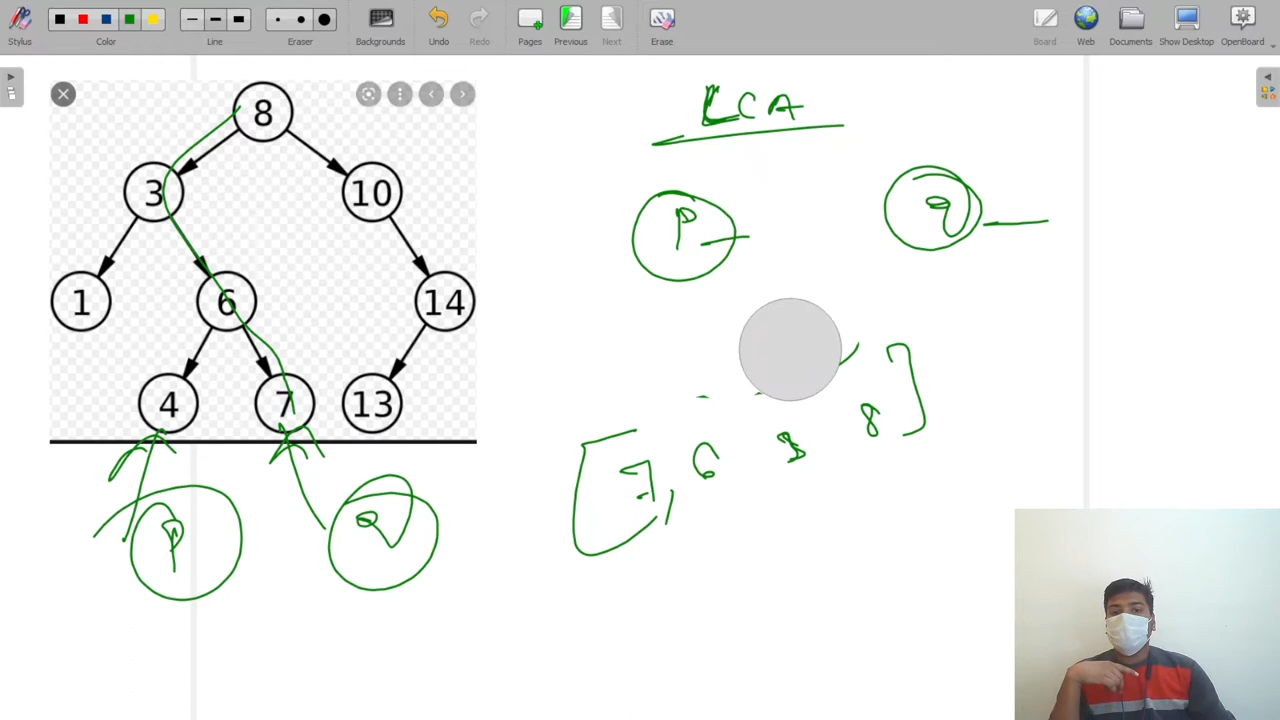 Stylus Color Line Eraser Backgrounds Undo Redo Pages Previous Next Erase Board Web Documents Show Desktop OpenBoard
LCA
8
3 10
P q
1 6 14
4 7 13
[7, 6 3 8]
P q